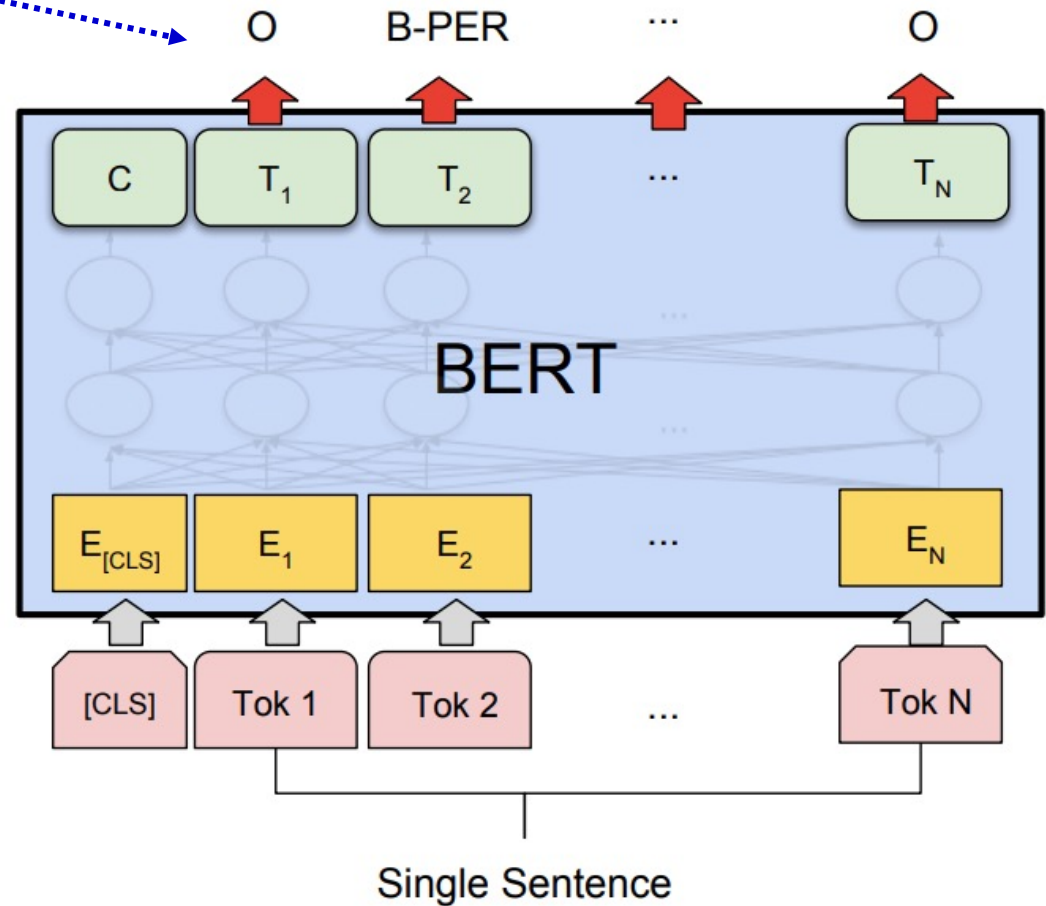 O B-PER ... O
C T1 T2 ... TN
...
BERT
...
E[CLS] E1 E2 ... EN
[CLS] Tok 1 Tok 2 ... Tok N
Single Sentence